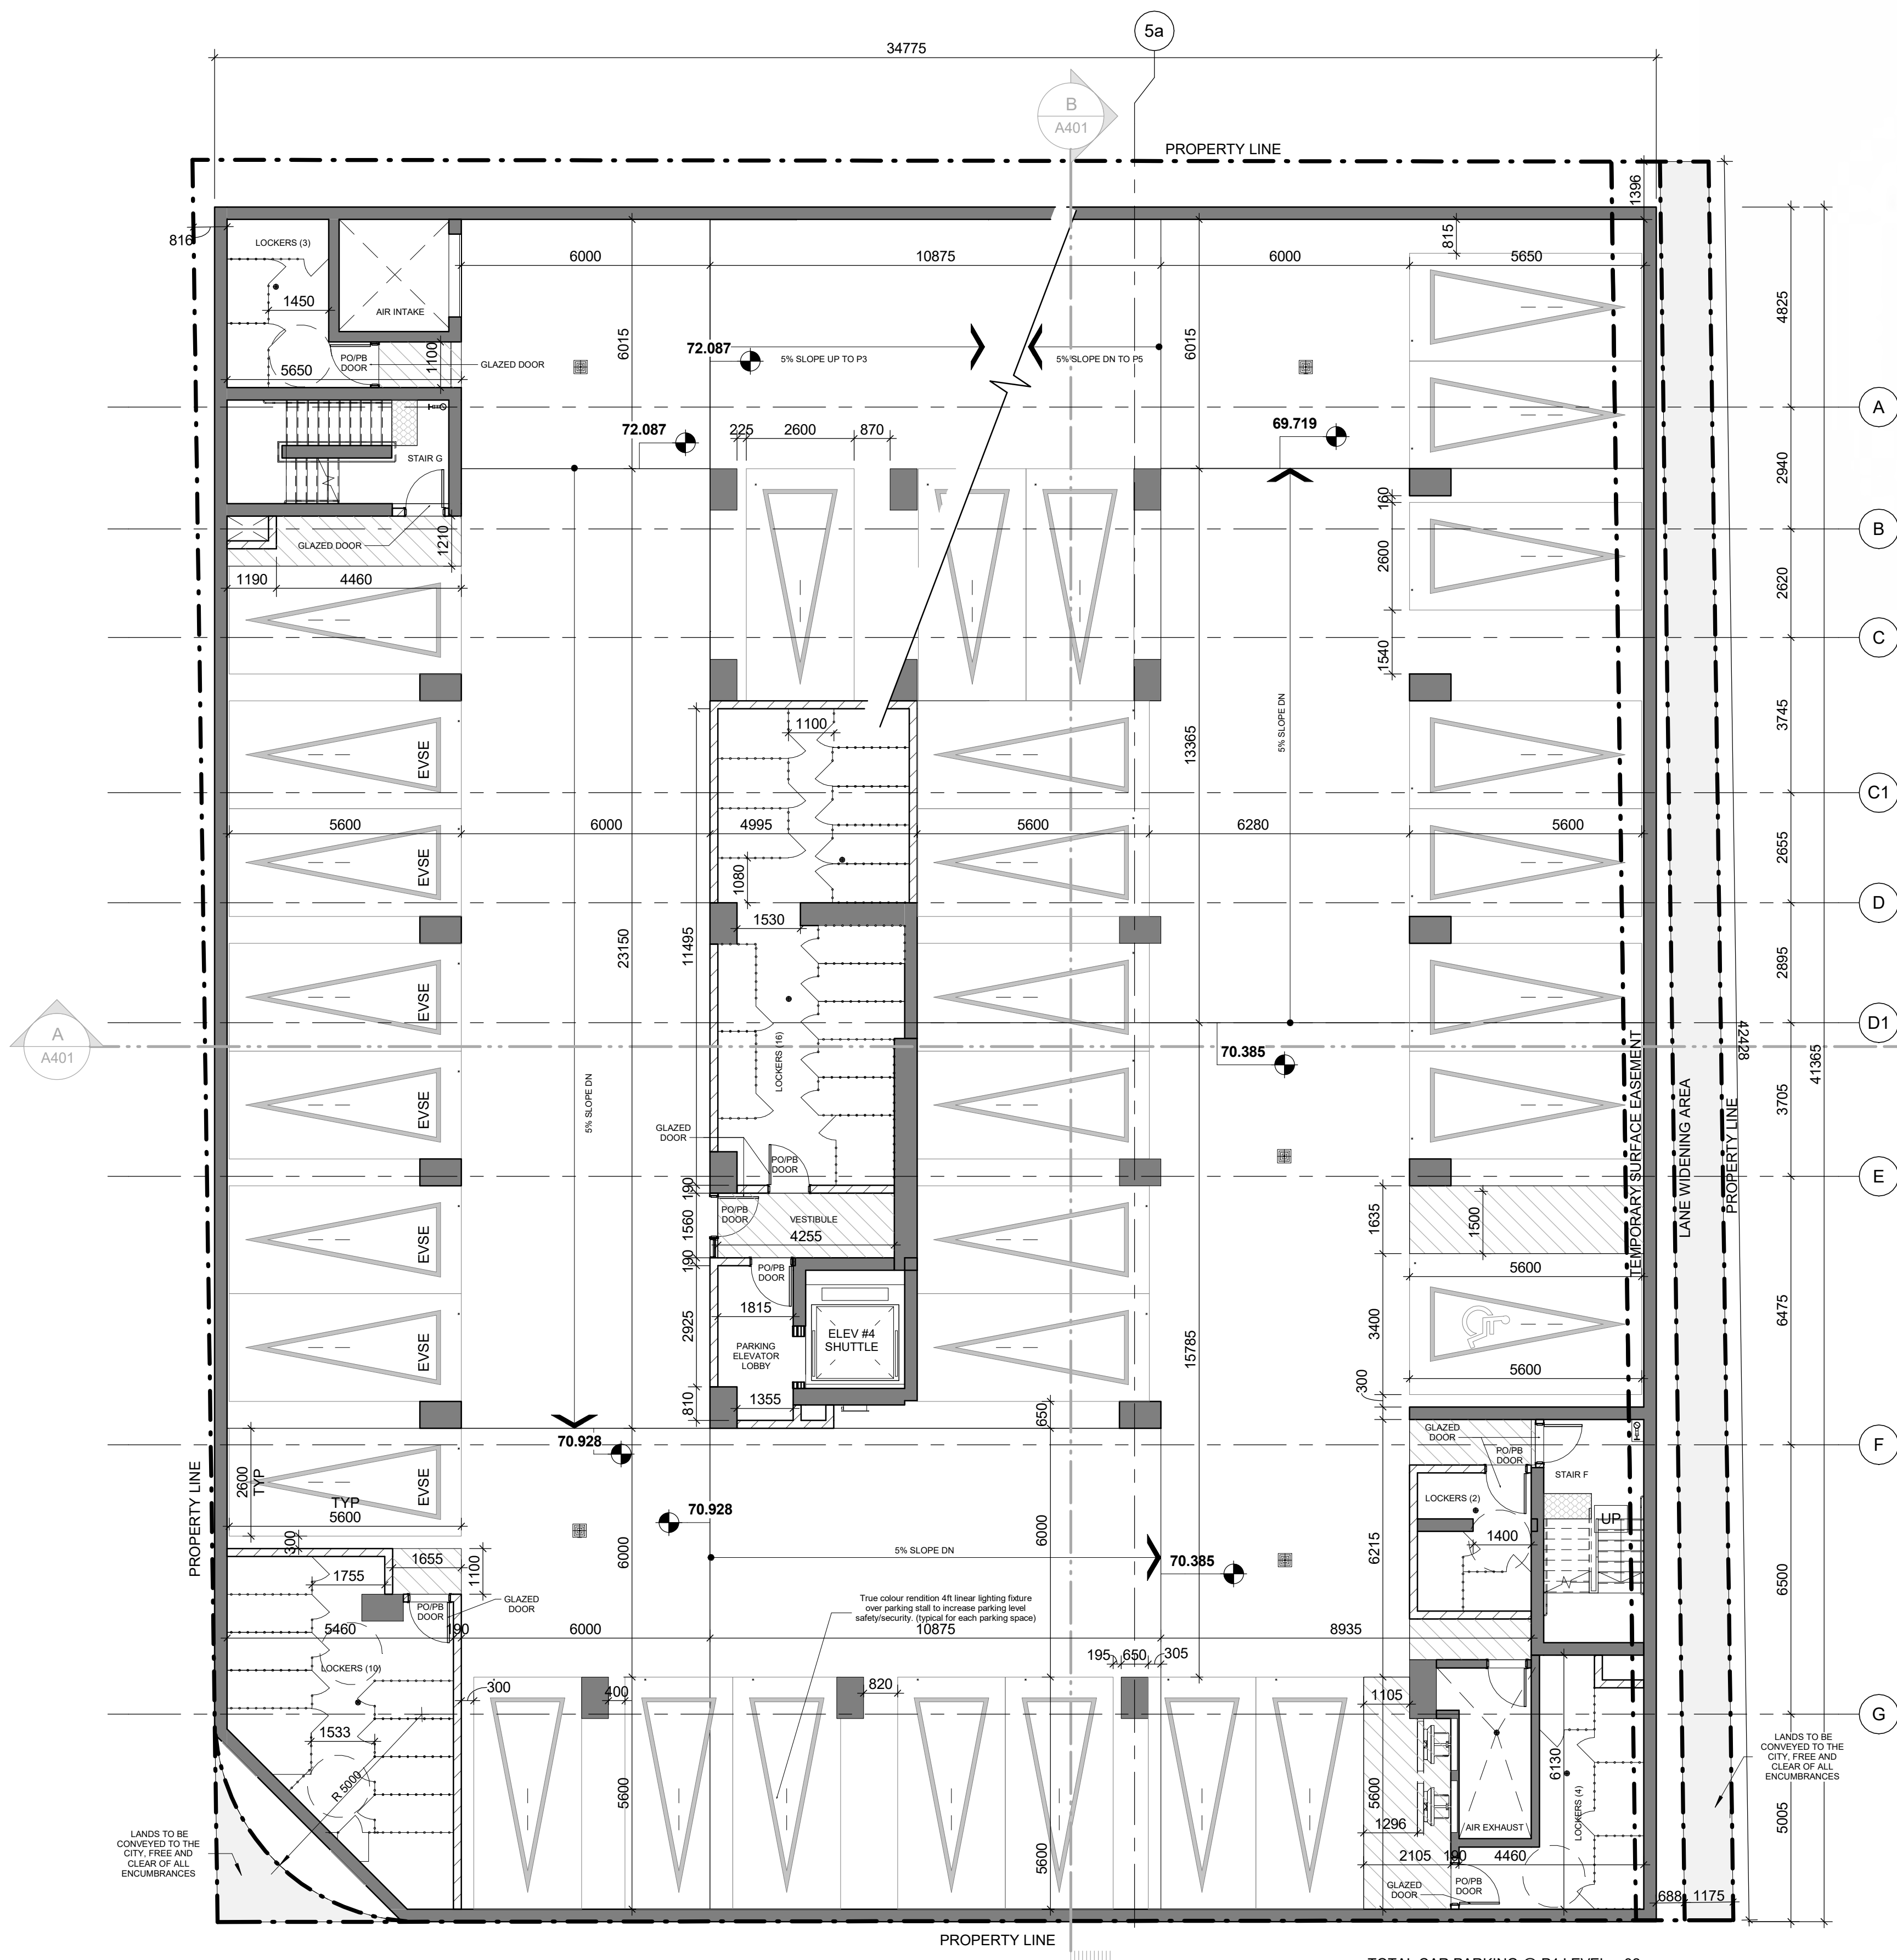 5a
34775
B
A401
PROPERTY LINE
1396
816
LOCKERS (3)
815
6000
10875
6000
5650
1450
AIR INTAKE
4825
6015
6015
72.087
5% SLOPE UP TO P3
5% SLOPE DN TO P5
PO/PB
DOOR
1100
GLAZED DOOR
5650
A
72.087
225
2600
870
69.719
STAIR G
2940
160
B
GLAZED DOOR
1210
2600
2620
1190
4460
C
1540
3745
5% SLOPE DN
1100
13365
EVSE
C1
5600
6000
4995
5600
6280
5600
EVSE
2655
1080
D
1530
23150
11495
2895
EVSE
A
A401
D1
42428
41365
LOCKERS (16)
70.385
TEMPORARY SURFACE EASEMENT
LANE WIDENING AREA
PROPERTY LINE
5% SLOPE DN
EVSE
3705
GLAZED
DOOR
PO/PB
DOOR
E
190
PO/PB
DOOR
VESTIBULE
1560
4255
1635
1500
EVSE
190
PO/PB
DOOR
5600
1815
2925
ELEV #4
SHUTTLE
PARKING
ELEVATOR
LOBBY
15785
3400
6475
EVSE
5600
300
1355
810
650
70.928
GLAZED
DOOR
PO/PB
DOOR
F
STAIR F
2600
TYP
EVSE
TYP
5600
LOCKERS (2)
UP
70.928
PROPERTY LINE
300
1400
6000
6000
5% SLOPE DN
70.385
6215
1655
1100
1755
6500
PO/PB
DOOR
GLAZED
DOOR
True colour rendition 4ft linear lighting fixture
over parking stall to increase parking level
safety/security. (typical for each parking space)
5460
190
6000
10875
8935
195
650
305
LOCKERS (10)
300
400
820
1105
G
1533
R 5000
6130
LANDS TO BE
CONVEYED TO THE
CITY, FREE AND
CLEAR OF ALL
ENCUMBRANCES
5600
5600
LOCKERS (4)
1296
AIR EXHAUST
5005
LANDS TO BE
CONVEYED TO THE
CITY, FREE AND
CLEAR OF ALL
ENCUMBRANCES
5600
2105
190
4460
GLAZED
DOOR
PO/PB
DOOR
688
1175
PROPERTY LINE
TOTAL CAR PARKING @ P4 LEVEL